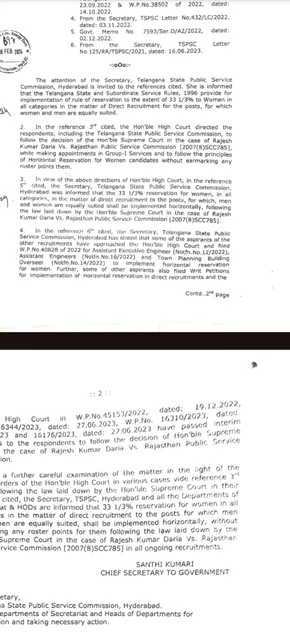 23.09.2022 & W.P.No.38502 of 2022, dated:
14.10.2022.
4. From the Secretary, TSPSC Letter No.432/LC/2022,
dated: 03.11.2022.
5. Govt. Memo No. 7593/Ser.D/A2/2022, dated:
02.12.2022.
6. From the Secretary, TSPSC Letter
No.125/RR/TSPSC/2021, dated: 16.06.2023.
-:oOo:-
The attention of the Secretary, Telangana State Public Service
Commission, Hyderabad is invited to the references cited. She is informed
that the Telangana State and Subordinate Service Rules, 1996 provide for
implementation of rule of reservation to the extent of 33 1/3% to Women in
all categories in the matter of Direct Recruitment for the posts, for which
women and men are equally suited.
2. In the reference 3rd cited, the Hon'ble High Court directed the
respondents, including the Telangana State Public Service Commission, to
follow the decision of the Hon'ble Supreme Court in the case of Rajesh
Kumar Daria Vs. Rajasthan Public Service Commission [2007(8)SCC785],
while making appointments in Group-I Services and to follow the principles
of Horizontal Reservation for Women candidates without earmarking any
roster points them.
3. In view of the above directions of Hon'ble High Court, in the reference
5th cited, the Secretary, Telangana State Public Service Commission,
Hyderabad was informed that the 33 1/3% reservation for women, in all
categories, in the matter of direct recruitment to the posts, for which, men
and women are equally suited shall be implemented horizontally, following
the law laid down by the Hon'ble Supreme Court in the case of Rajesh
Kumar Daria Vs. Rajasthan Public Service Commission [2007(8)SCC785].
4. In the reference 6th cited, the Secretary, Telangana State Public
Service Commission, Hyderabad has stated that some of the aspirants of the
other recruitments have approached the Hon'ble High Court and filed
W.P.No.40828 of 2022 for Assistant Executive Engineer (Notfn.No.12/2022),
Assistant Engineers (Notfn.No.16/2022) and Town Planning Building
Overseer (Notfn.No.14/2022) to implement horizontal reservation
for women. Further, some of other aspirants also filed Writ Petitions
for implementation of Horizontal reservation in direct recruitments and the
Contd..2nd page
:: 2 ::
High Court in W.P.No.45153/2022, dated: 19.12.2022,
6344/2023, dated: 27.06.2023, W.P.No. 16310/2023, dated:
23 and 16176/2023, dated: 27.06.2023 have passed interim
s to the respondents to follow the decision of Hon'ble Supreme
the case of Rajesh Kumar Daria Vs. Rajasthan Public Service
ion.
a further careful examination of the matter in the light of the
rders of the Hon'ble High Court in various cases vide reference 3rd
lowing the law laid down by the Hon'ble Supreme Court in their
cited, the Secretary, TSPSC, Hyderabad and all the Departments of
at & HODs are informed that 33 1/3% reservation for women in all
s in the matter of direct recruitment to the posts for which men
en are equally suited, shall be implemented horizontally, without
ng any roster points for them following the law laid down by the
Supreme Court in the case of Rajesh Kumar Daria Vs. Rajasthan
rvice Commission [2007(8)SCC785] in all ongoing recruitments.
SANTHI KUMARI
CHIEF SECRETARY TO GOVERNMENT
etary,
na State Public Service Commission, Hyderabad.
Departments of Secretariat and Heads of Departments for
ion and taking necessary action.